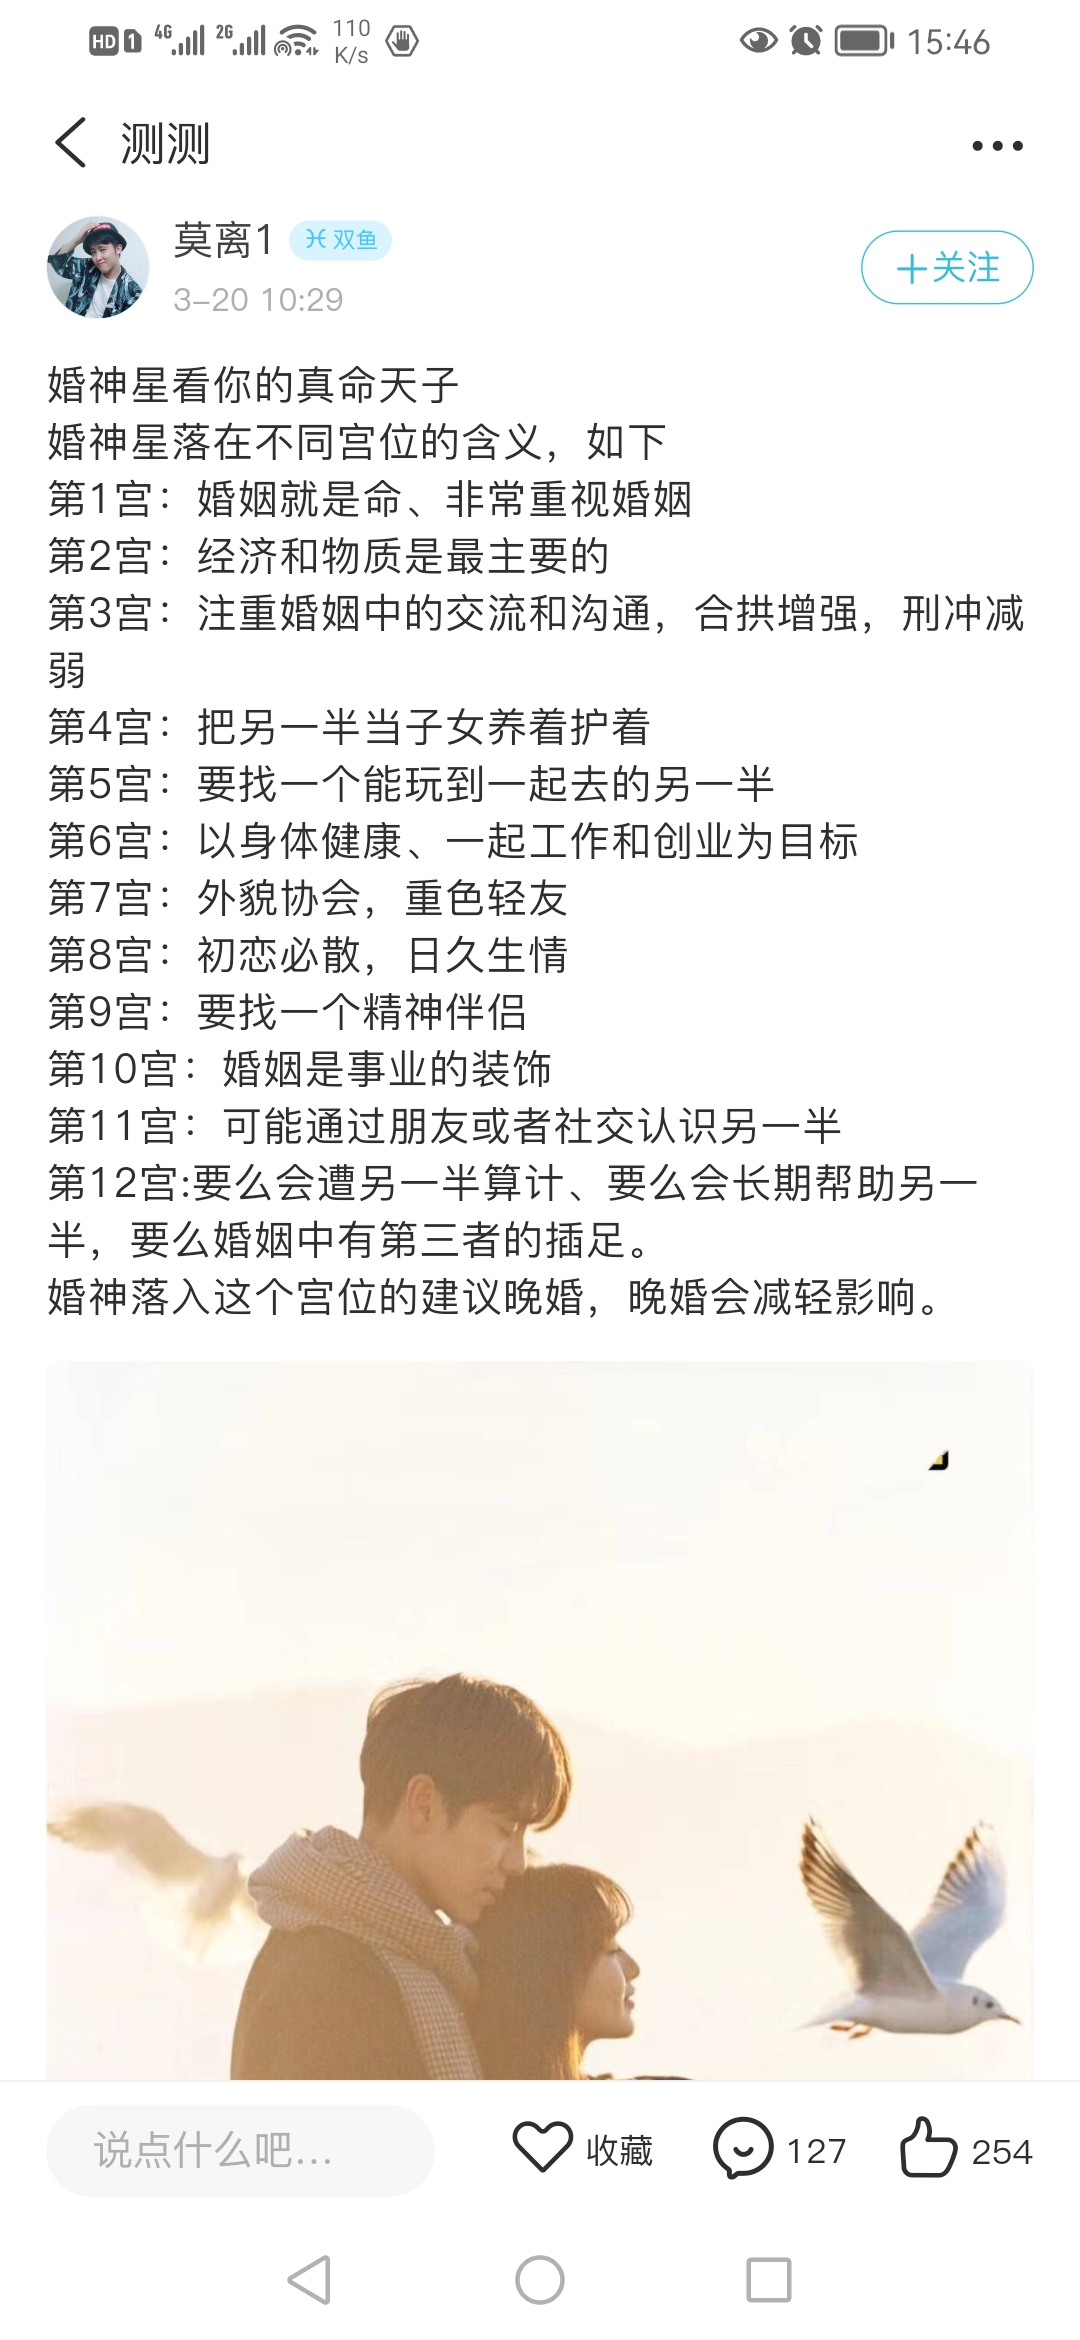 HD 1 4G 2G 110 K/s 15:46
测测
莫离1 双鱼
3-20 10:29
+关注
婚神星看你的真命天子
婚神星落在不同宫位的含义，如下
第1宫：婚姻就是命、非常重视婚姻
第2宫：经济和物质是最主要的
第3宫：注重婚姻中的交流和沟通，合拱增强，刑冲减
弱
第4宫：把另一半当子女养着护着
第5宫：要找一个能玩到一起去的另一半
第6宫：以身体健康、一起工作和创业为目标
第7宫：外貌协会，重色轻友
第8宫：初恋必散，日久生情
第9宫：要找一个精神伴侣
第10宫：婚姻是事业的装饰
第11宫：可能通过朋友或者社交认识另一半
第12宫:要么会遭另一半算计、要么会长期帮助另一
半，要么婚姻中有第三者的插足。
婚神落入这个宫位的建议晚婚，晚婚会减轻影响。
说点什么吧... 收藏 127 254